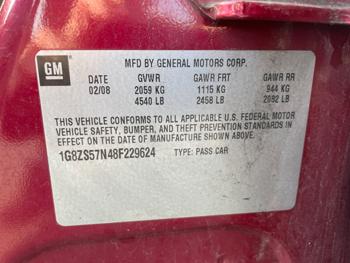 GM
MFD BY GENERAL MOTORS CORP.
DATE GVWR GAWR FRT GAWR RR
02/08 2059 KG 1115 KG 944 KG
4540 LB 2458 LB 2082 LB
THIS VEHICLE CONFORMS TO ALL APPLICABLE U.S. FEDERAL MOTOR
VEHICLE SAFETY, BUMPER, AND THEFT PREVENTION STANDARDS IN
EFFECT ON THE DATE OF MANUFACTURE SHOWN ABOVE.
1G8ZS57N48F229624 TYPE: PASS CAR